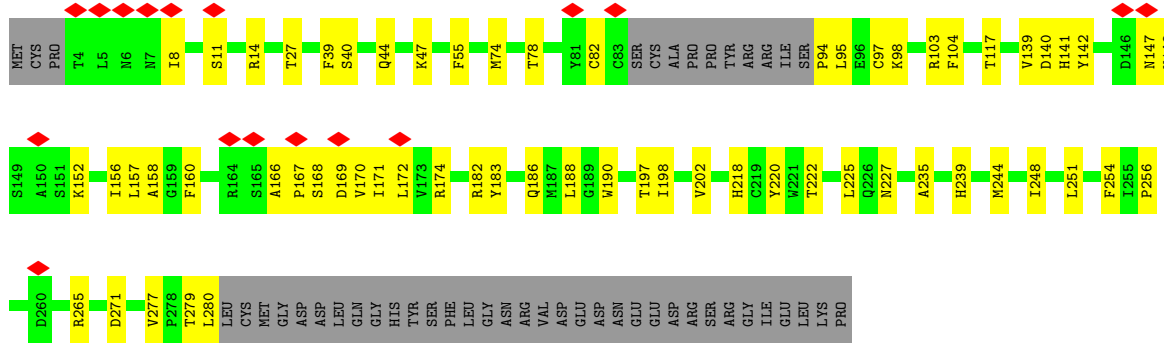 MET CYS PRO T4 L5 N6 N7 I8 S11 R14 T27 F39 S40 Q44 K47 F55 M74 T78 Y81 C82 C83 SER CYS ALA PRO PRO TYR ARG ARG ILE SER P94 L95 E96 G97 K98 R103 F104 T117 V139 D140 H141 Y142 D146 N147
S149 A150 S151 K152 I156 L157 A158 G159 F160 R164 S165 A166 P167 S168 D169 V170 I171 L172 V173 R174 R182 Y183 Q186 M187 L188 G189 W190 T197 I198 V202 H218 C219 Y220 W221 T222 L225 Q226 N227 A235 H239 M244 I248 L251 F254 I255 P256
D260 R265 D271 V277 P278 T279 L280 LEU CYS MET GLY ASP ASP LEU GLN GLY HIS TYR SER PHE LEU GLY ASN ARG VAL ASP GLU ASP ASN GLU GLU ASP ARG SER ARG GLY ILE GLU LEU LYS PRO